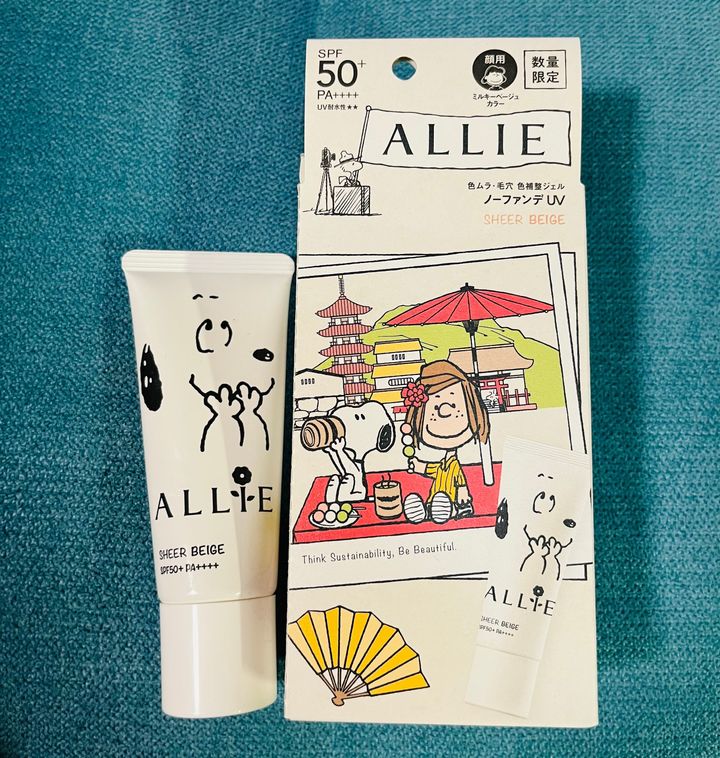 SPF
50+
PA++++
UV耐水性★★
顔用
ミルキーベージュ
カラー
数量
限定
ALLIE
色ムラ・毛穴 色補整ジェル
ノーファンデ UV
SHEER BEIGE
Think Sustainability, Be Beautiful.
ALLIE
SHEER BEIGE
SPF50+ PA++++
ALLIE
SHEER BEIGE
SPF50+ PA++++